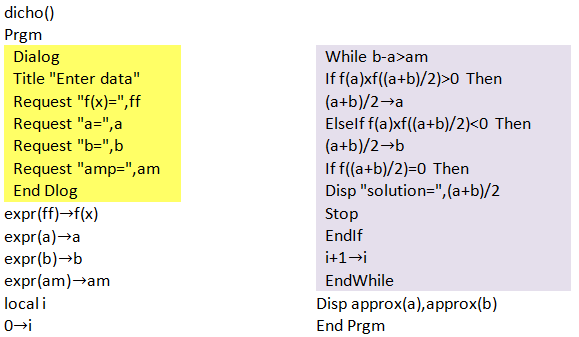 dicho()
Prgm
Dialog
Title "Enter data"
Request "f(x)=",ff
Request "a=",a
Request "b=",b
Request "amp=",am
End Dlog
expr(ff)→f(x)
expr(a)→a
expr(b)→b
expr(am)→am
local i
0→i
While b-a>am
If f(a)xf((a+b)/2)>0 Then
(a+b)/2→a
ElseIf f(a)xf((a+b)/2)<0 Then
(a+b)/2→b
If f((a+b)/2)=0 Then
Disp "solution=",(a+b)/2
Stop
EndIf
i+1→i
EndWhile
Disp approx(a),approx(b)
End Prgm